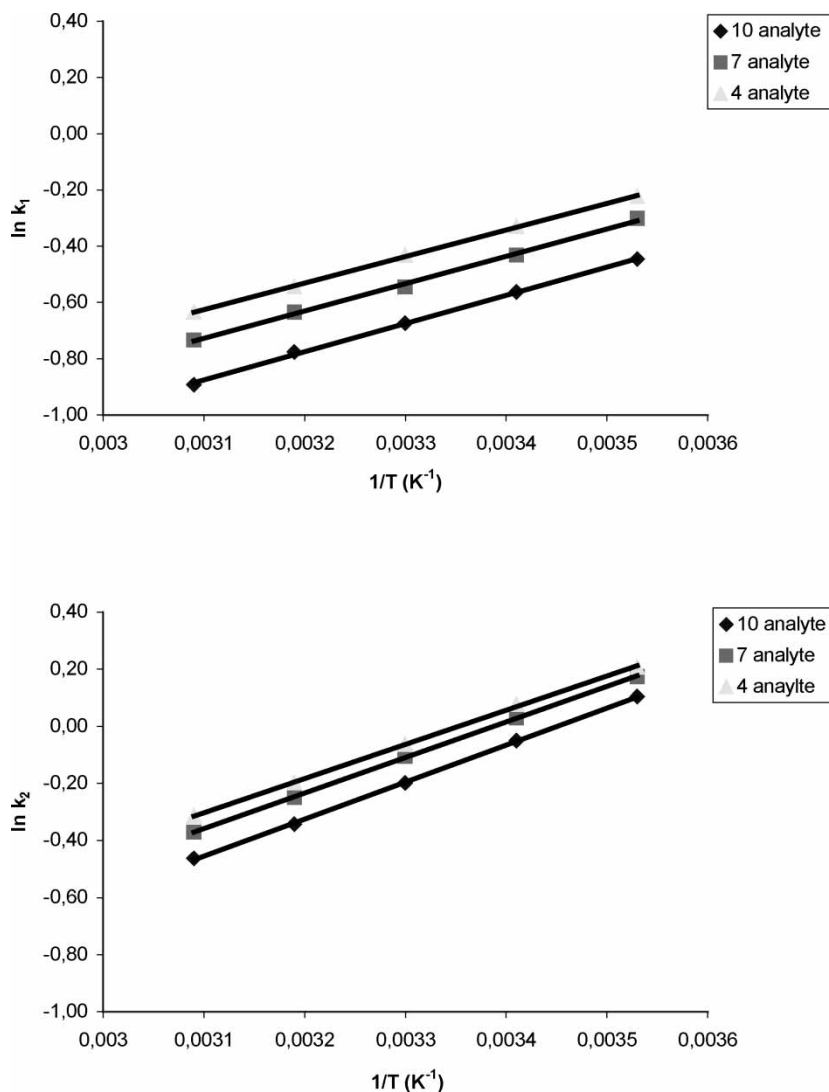 10 analyte
7 analyte
4 analyte
0,40
0,20
0,00
-0,20
-0,40
-0,60
-0,80
-1,00
ln k₁
0,003 0,0031 0,0032 0,0033 0,0034 0,0035 0,0036
1/T (K⁻¹)
10 analyte
7 analyte
4 anaylte
0,40
0,20
0,00
-0,20
-0,40
-0,60
-0,80
-1,00
ln k₂
0,003 0,0031 0,0032 0,0033 0,0034 0,0035 0,0036
1/T (K⁻¹)